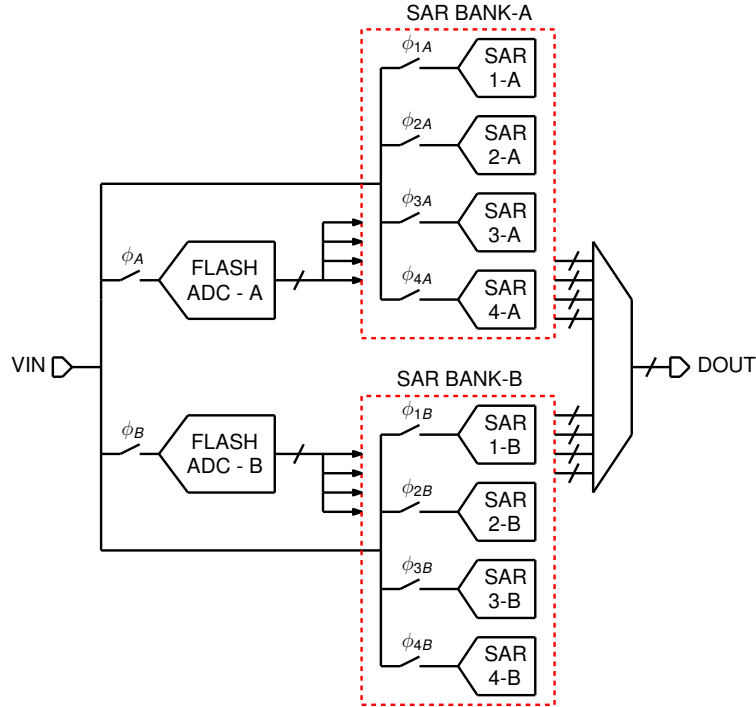 SAR BANK-A
ϕ1A
SAR
1-A
ϕ2A
SAR
2-A
ϕ3A
SAR
3-A
ϕA
FLASH
ADC - A
ϕ4A
SAR
4-A
VIN
DOUT
SAR BANK-B
ϕ1B
SAR
1-B
ϕB
FLASH
ADC - B
ϕ2B
SAR
2-B
ϕ3B
SAR
3-B
ϕ4B
SAR
4-B